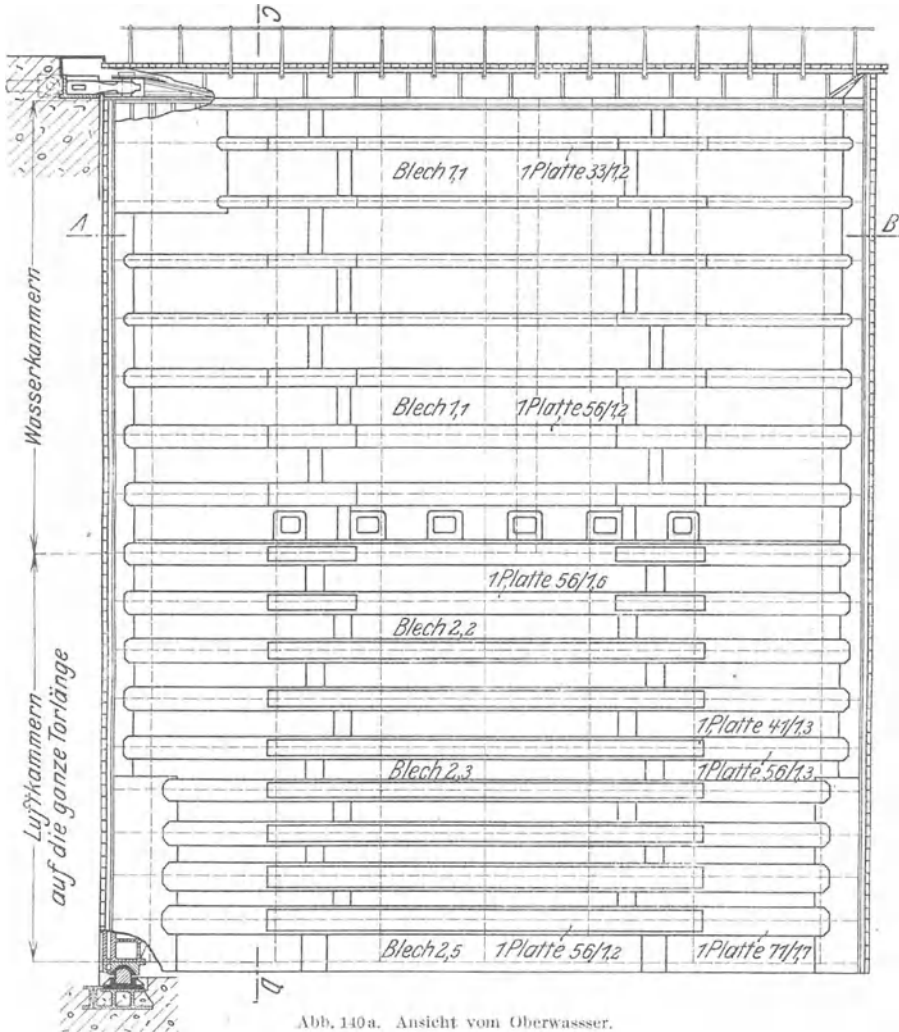 C
Blech 1,1 1 Platte 33/1,2
A B
Wasserkammern
Blech 1,1 1 Platte 56/1,2
1 Platte 56/1,6
Blech 2,2
Luftkammern
auf die ganze Torlänge
1 Platte 41/1,3
Blech 2,3 1 Platte 56/1,3
Blech 2,5 1 Platte 56/1,2 1 Platte 71/1,1
D
Abb. 140a. Ansicht vom Oberwassser.